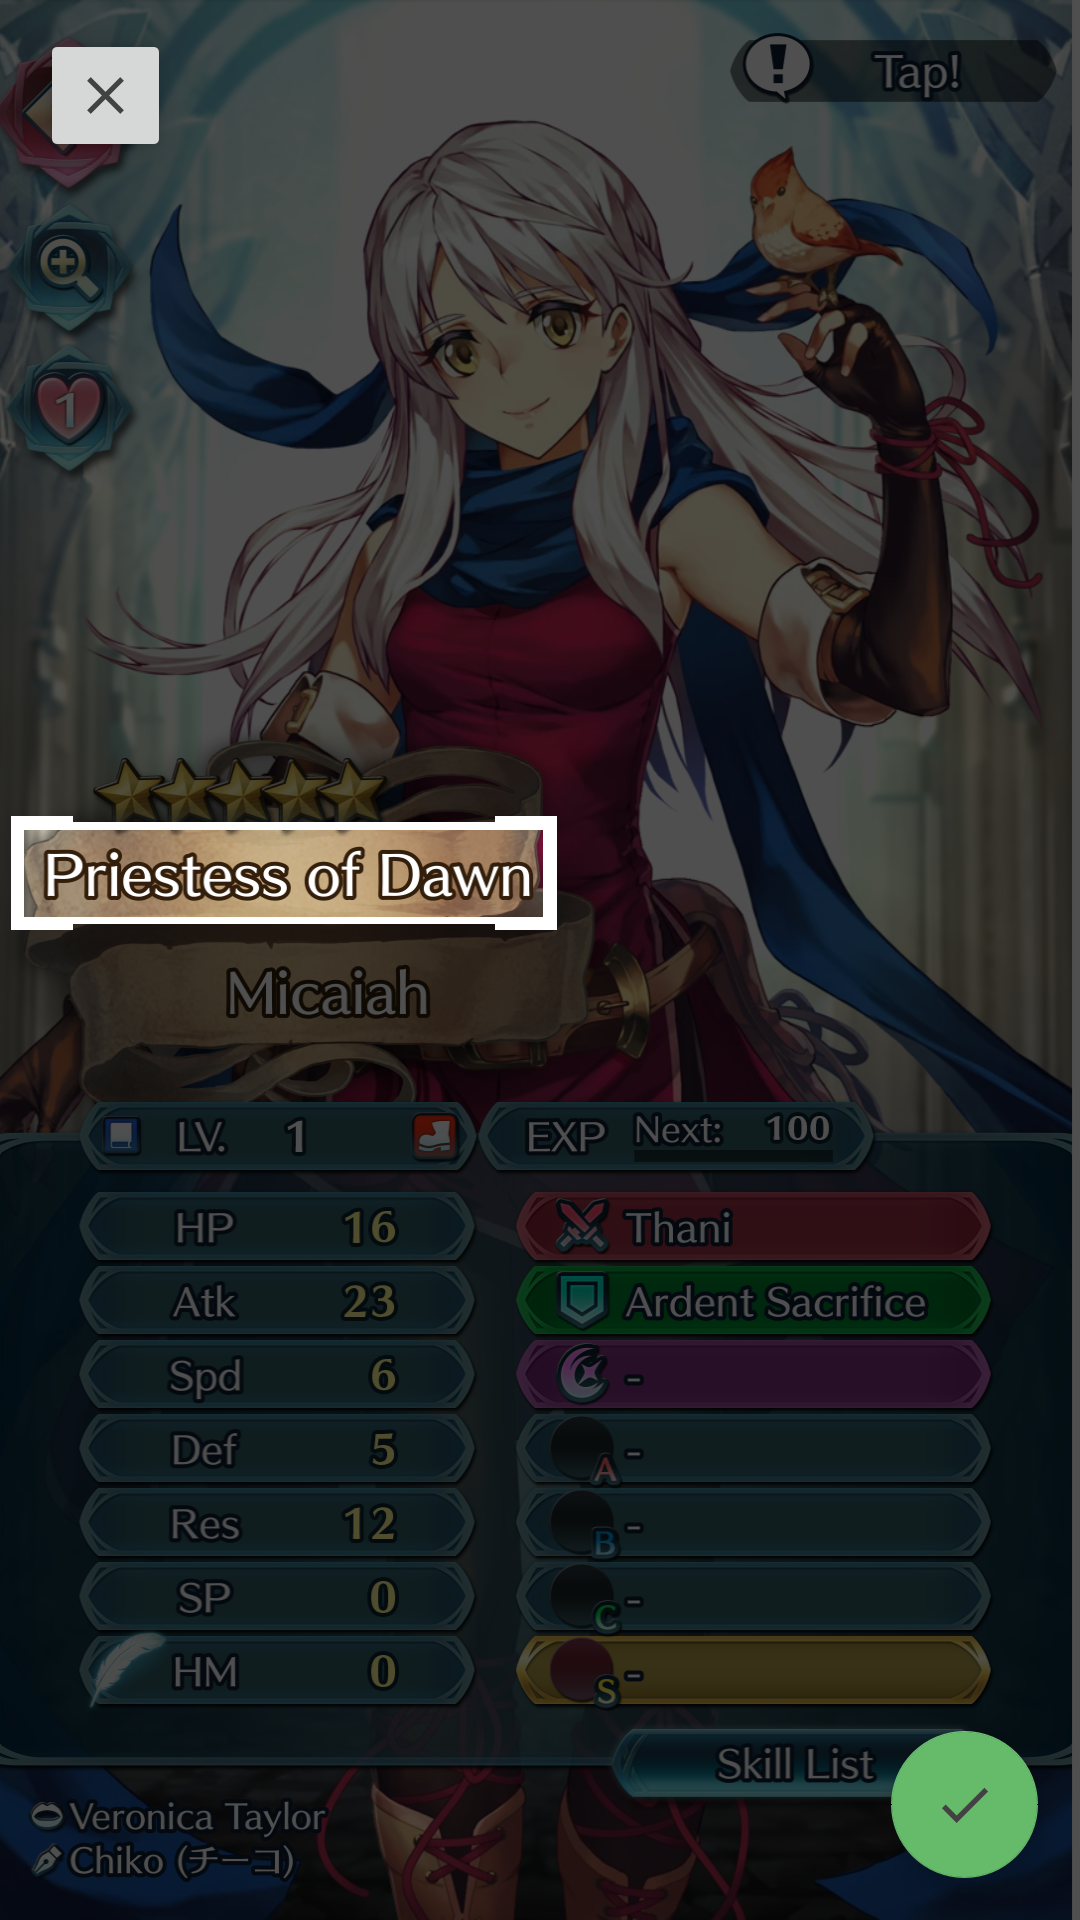 Tap!
1
Priestess of Dawn
Micaiah
LV. 1
EXP Next: 100
HP 16
Thani
Atk 23
Ardent Sacrifice
Spd 6
-
Def 5
A -
Res 12
B -
SP 0
C -
HM 0
S -
Skill List
Veronica Taylor
Chiko (チーコ)